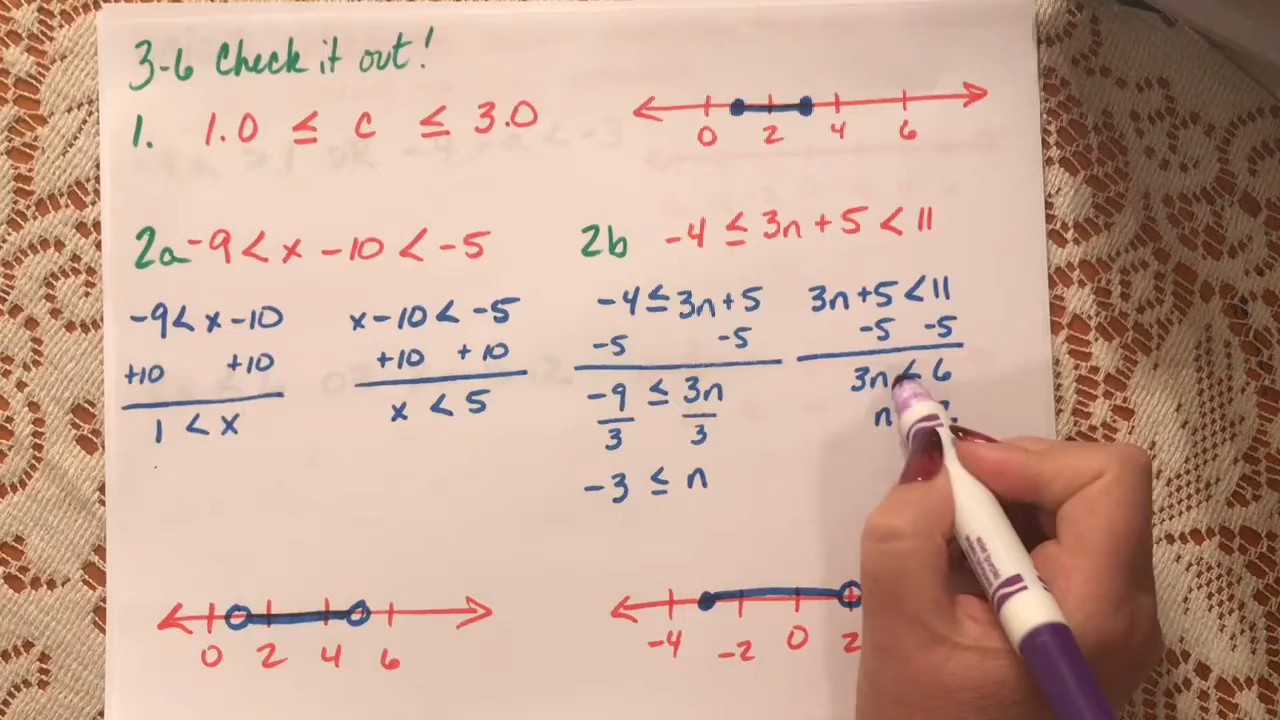 3-6 Check it out!
1. 1.0 ≤ c ≤ 3.0
0 2 4 6
2a -9 < x - 10 < -5
-9 < x - 10
+10 +10
1 < x
x - 10 < -5
+10 +10
x < 5
0 2 4 6
2b -4 ≤ 3n + 5 < 11
-4 ≤ 3n + 5
-5 -5
-9 ≤ 3n
3 3
-3 ≤ n
3n + 5 < 11
-5 -5
3n < 6
n
-4 -2 0 2